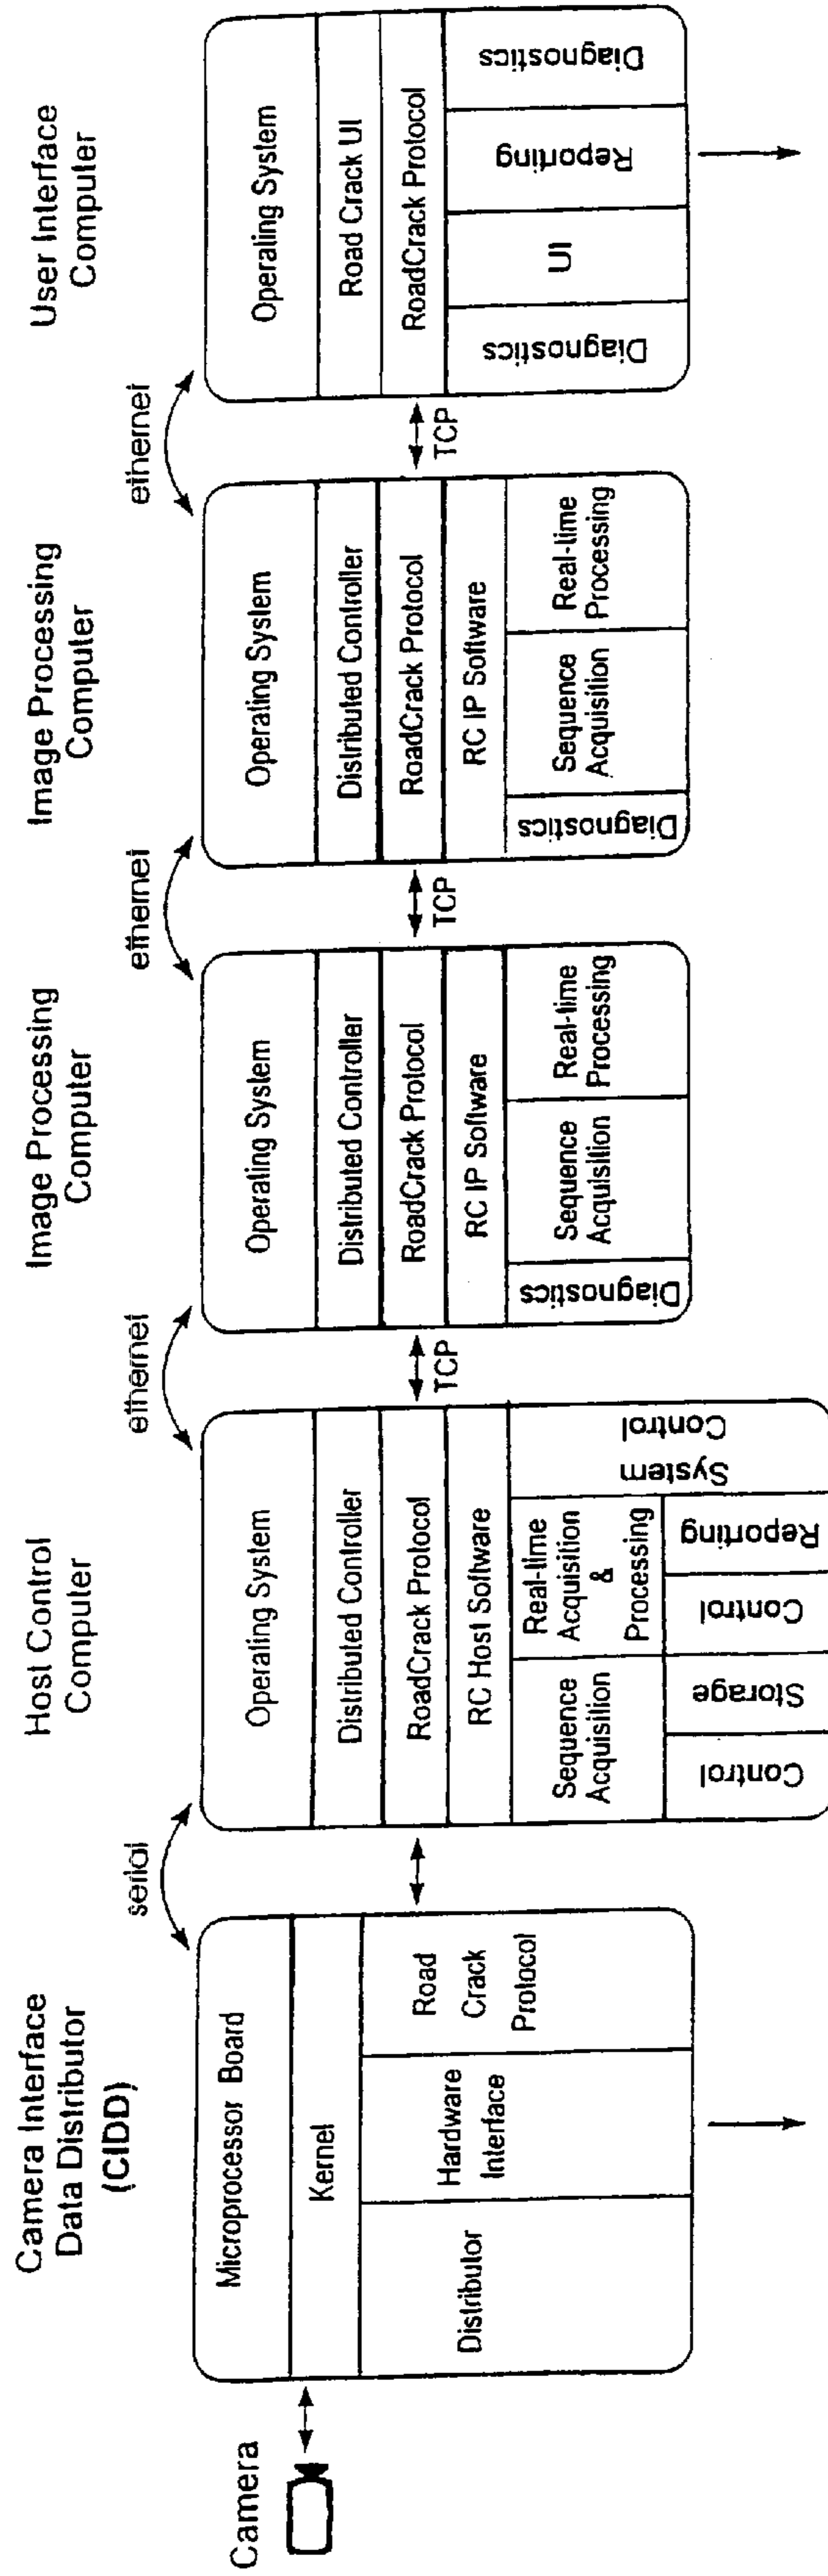 Camera
Camera Interface
Data Distributor
(CIDD)
Microprocessor Board
Kernel
Distributor
Hardware
Interface
Road
Crack
Protocol
serial
Host Control
Computer
Operating System
Distributed Controller
RoadCrack Protocol
RC Host Software
Sequence
Acquisition
Real-time
Acquisition
&
Processing
Control
Storage
Control
Reporting
System
Control
ethernet
TCP
Image Processing
Computer
Operating System
Distributed Controller
RoadCrack Protocol
RC IP Software
Diagnostics
Sequence
Acquisition
Real-time
Processing
ethernet
TCP
Image Processing
Computer
Operating System
Distributed Controller
RoadCrack Protocol
RC IP Software
Diagnostics
Sequence
Acquisition
Real-time
Processing
ethernet
TCP
User Interface
Computer
Operating System
Road Crack UI
RoadCrack Protocol
Diagnostics
UI
Reporting
Diagnostics